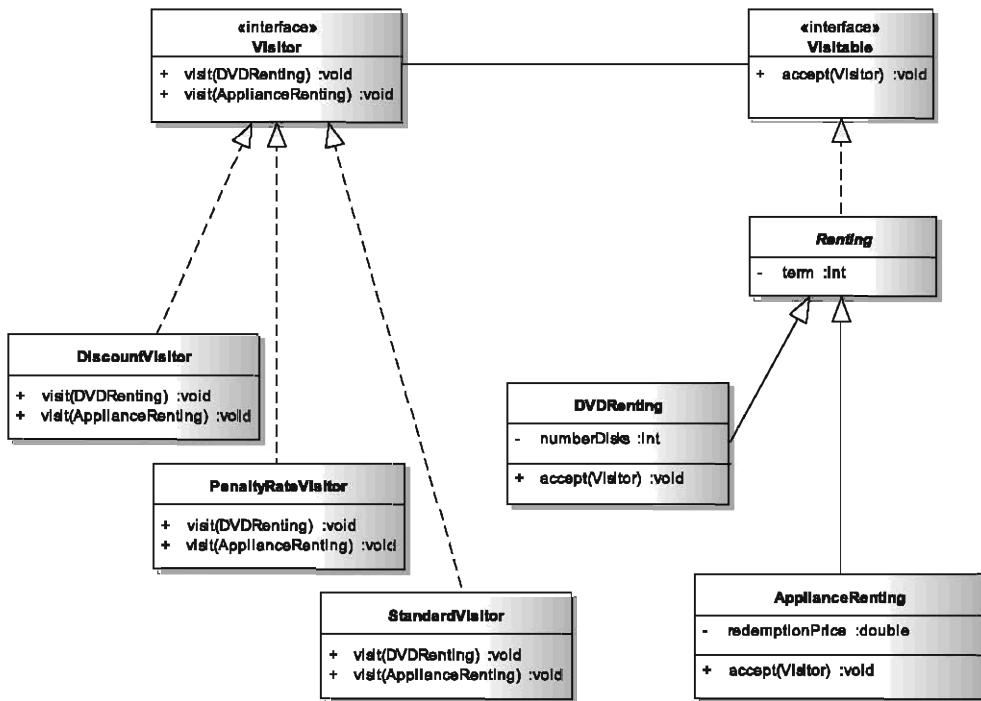 «interface»
Visitor
+ visit(DVDRenting) :void
+ visit(ApplianceRenting) :void
«interface»
Visitable
+ accept(Visitor) :void
Renting
- term :int
DiscountVisitor
+ visit(DVDRenting) :void
+ visit(ApplianceRenting) :void
DVDRenting
- numberDisks :int
+ accept(Visitor) :void
PenaltyRateVisitor
+ visit(DVDRenting) :void
+ visit(ApplianceRenting) :void
StandardVisitor
+ visit(DVDRenting) :void
+ visit(ApplianceRenting) :void
ApplianceRenting
- redemptionPrice :double
+ accept(Visitor) :void